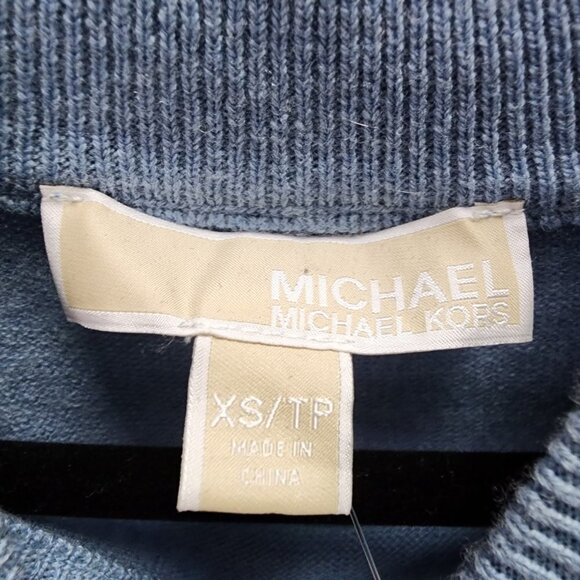 MICHAEL
MICHAEL KORS
XS/TP
MADE IN
CHINA